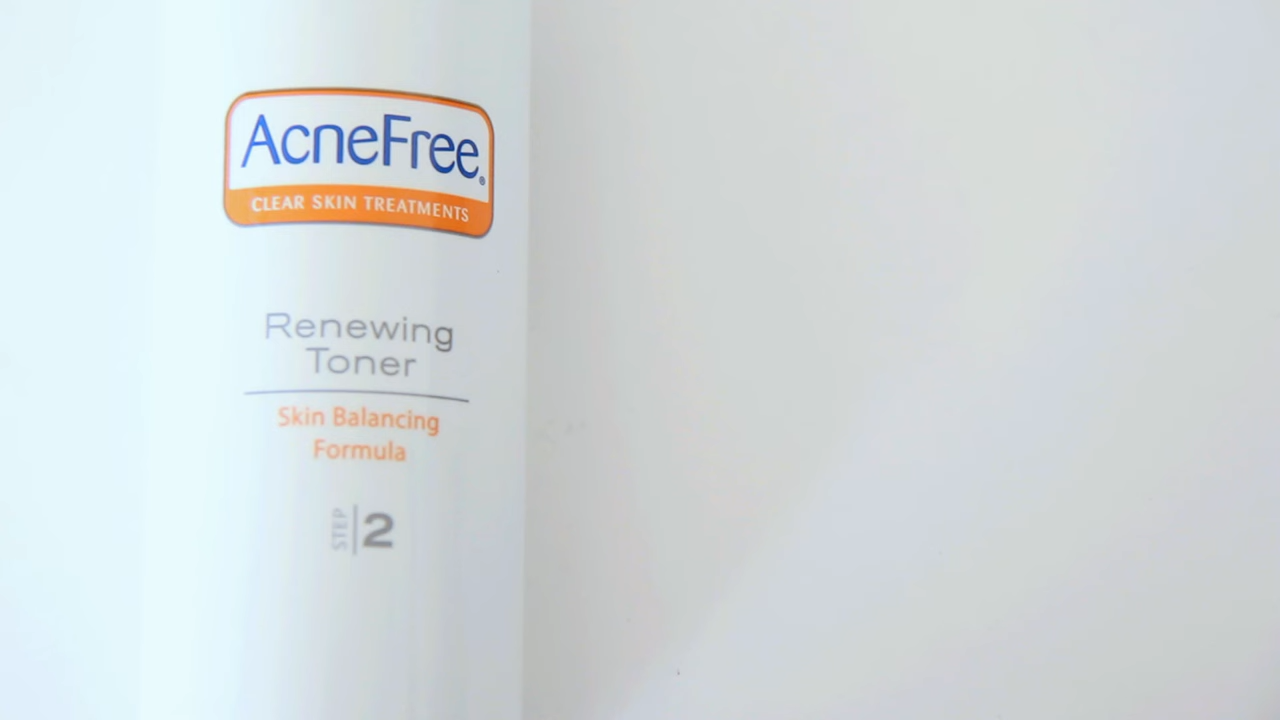 AcneFree®
CLEAR SKIN TREATMENTS
Renewing
Toner
Skin Balancing
Formula
STEP 2